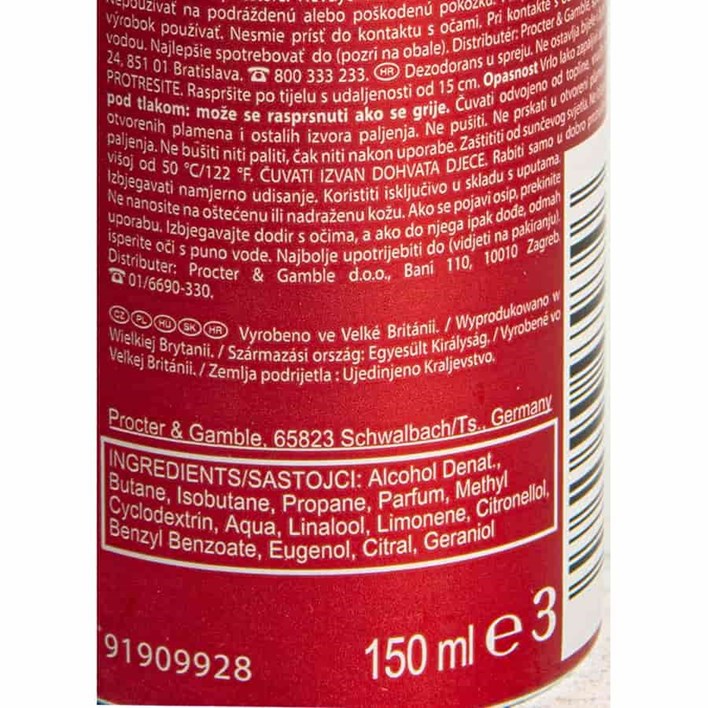 Nepoužívať na podráždenú alebo poškodenú pokožku.
výrobok používať. Nesmie prísť do kontaktu s očami. Pri kontakte s
vodou. Najlepšie spotrebovať do (pozri na obale). Distribútor: Procter & Gamble,
24, 851 01 Bratislava. ☎ 800 333 233. HR Dezodorans u spreju. Ne ostavlja bijele
PROTRESITE. Raspršite po tijelu s udaljenosti od 15 cm. Opasnost Vrlo lako zapaljivi
pod tlakom: može se rasprsnuti ako se grije. Čuvati odvojeno od topline,
otvorenih plamena i ostalih izvora paljenja. Ne pušiti. Ne prskati u otvoreni plamen
paljenja. Ne bušiti niti paliti, čak niti nakon uporabe. Zaštititi od sunčevog svjetla. Ne
višoj od 50 °C/122 °F. ČUVATI IZVAN DOHVATA DJECE. Rabiti samo u dobro
Izbjegavati namjerno udisanje. Koristiti isključivo u skladu s uputama.
Ne nanosite na oštećenu ili nadraženu kožu. Ako se pojavi osip, prekinite
uporabu. Izbjegavajte dodir s očima, a ako do njega ipak dođe, odmah
isperite oči s puno vode. Najbolje upotrijebiti do (vidjeti na pakiranju).
Distributer: Procter & Gamble d.o.o., Bani 110, 10010 Zagreb.
☎ 01/6690-330.
CZ PL HU SK HR Vyrobeno ve Velké Británii. / Wyprodukowano w
Wielkiej Brytanii. / Származási ország: Egyesült Királyság. / Vyrobené vo
Veľkej Británii. / Zemlja podrijetla : Ujedinjeno Kraljevstvo.
Procter & Gamble, 65823 Schwalbach/Ts., Germany
INGREDIENTS/SASTOJCI: Alcohol Denat.,
Butane, Isobutane, Propane, Parfum, Methyl
Cyclodextrin, Aqua, Linalool, Limonene, Citronellol,
Benzyl Benzoate, Eugenol, Citral, Geraniol
91909928
150 ml e 3